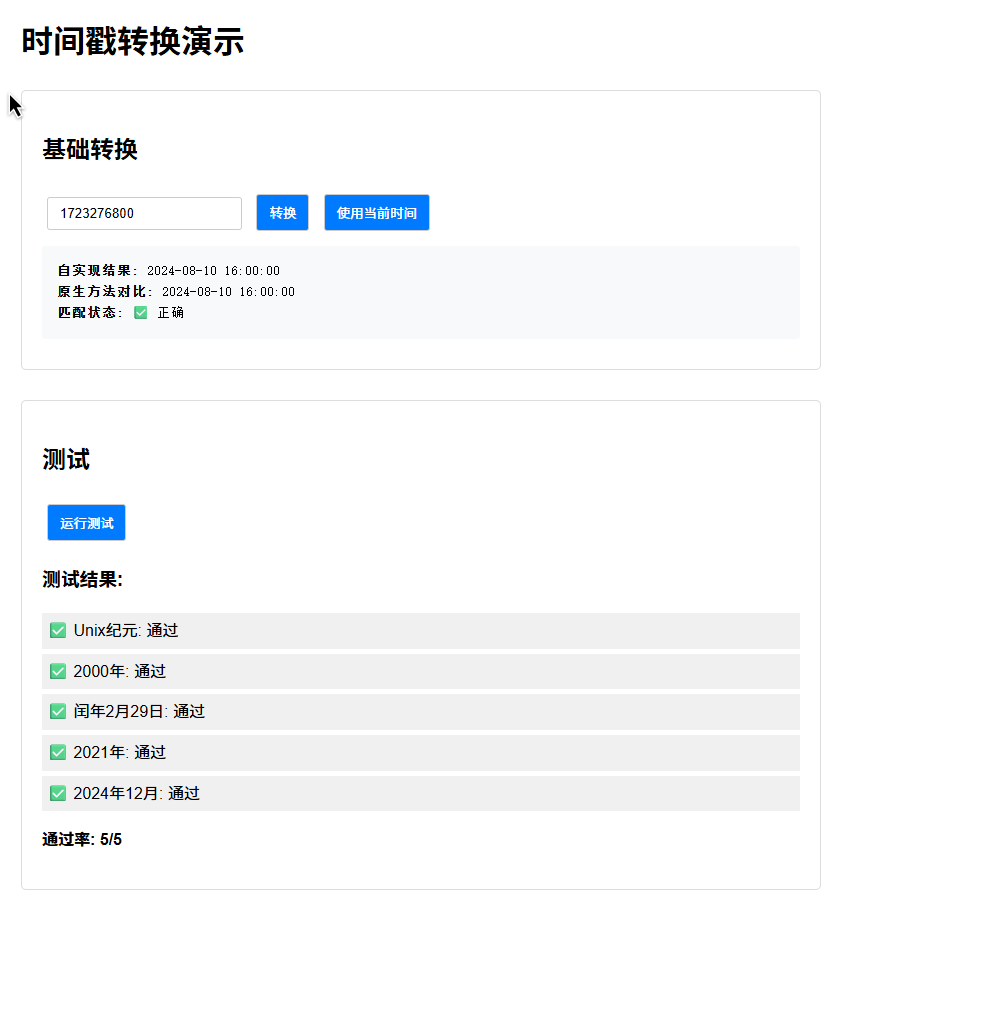 时间戳转换演示
基础转换
1723276800 转换 使用当前时间
自实现结果: 2024-08-10 16:00:00
原生方法对比: 2024-08-10 16:00:00
匹配状态: ✅ 正确
测试
运行测试
测试结果:
✅ Unix纪元: 通过
✅ 2000年: 通过
✅ 闰年2月29日: 通过
✅ 2021年: 通过
✅ 2024年12月: 通过
通过率: 5/5